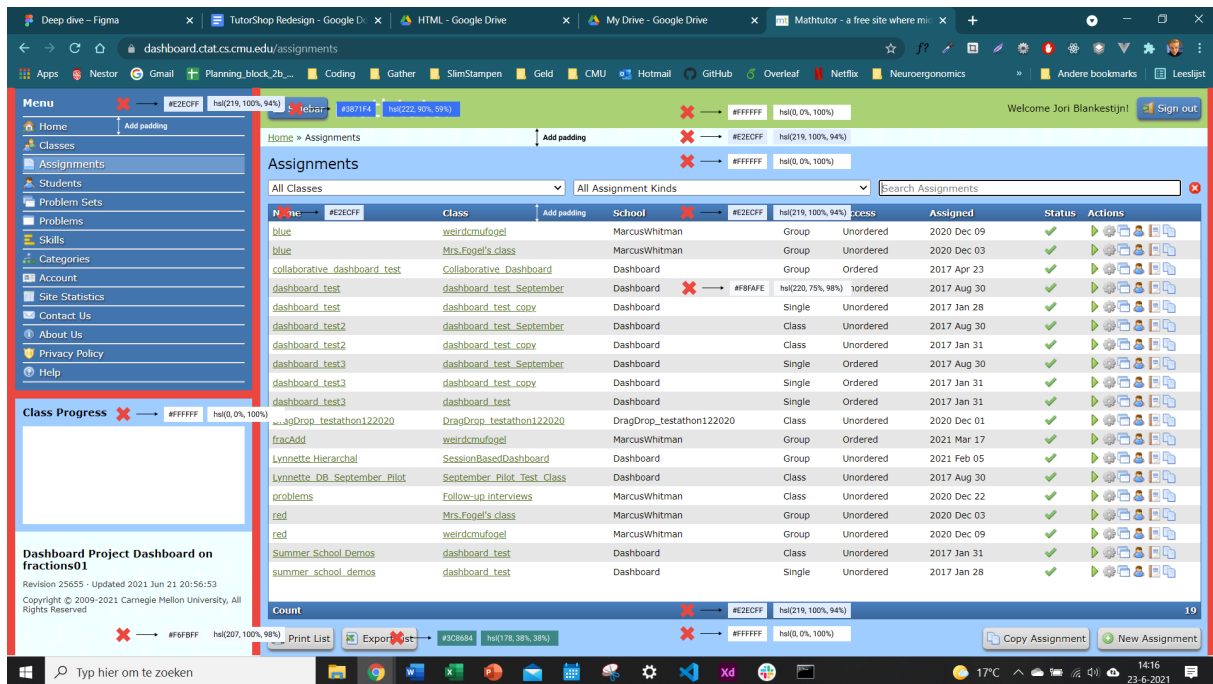 Deep dive – Figma
TutorShop Redesign - Google Do
HTML - Google Drive
My Drive - Google Drive
Mathtutor - a free site where mic
dashboard.ctat.cs.cmu.edu/assignments
Apps Nestor Gmail Planning_block_2b_... Coding Gather SlimStampen Geld CMU Hotmail GitHub Overleaf Netflix Neuroergonomics » Andere bookmarks Leeslijst
Menu #E2ECFF hsl(219, 100%, 94%)
#3871F4 hsl(222, 90%, 59%)
#FFFFFF hsl(0, 0%, 100%)
Welcome Jori Blankestijn! Sign out
Home Add padding
Classes
Assignments
Students
Problem Sets
Problems
Skills
Categories
Account
Site Statistics
Contact Us
About Us
Privacy Policy
Help
Home » Assignments Add padding #E2ECFF hsl(219, 100%, 94%)
Assignments #FFFFFF hsl(0, 0%, 100%)
All Classes All Assignment Kinds Search Assignments
#E2ECFF Class Add padding School #E2ECFF hsl(219, 100%, 94%) Assigned Status Actions
blue weirdcmufogel MarcusWhitman Group Unordered 2020 Dec 09
blue Mrs.Fogel's class MarcusWhitman Group Unordered 2020 Dec 03
collaborative_dashboard_test Collaborative_Dashboard Dashboard Group Ordered 2017 Apr 23
dashboard_test dashboard_test_September Dashboard #F8FAFE hsl(220, 75%, 98%) 2017 Aug 30
dashboard_test dashboard_test_copy Dashboard Single Unordered 2017 Jan 28
dashboard_test2 dashboard_test_September Dashboard Class Unordered 2017 Aug 30
dashboard_test2 dashboard_test_copy Dashboard Class Unordered 2017 Jan 31
dashboard_test3 dashboard_test_September Dashboard Single Ordered 2017 Aug 30
dashboard_test3 dashboard_test_copy Dashboard Single Ordered 2017 Jan 31
dashboard_test3 dashboard_test Dashboard Single Ordered 2017 Jan 31
DragDrop_testathon122020 DragDrop_testathon122020 DragDrop_testathon122020 Class Unordered 2020 Dec 01
fracAdd weirdcmufogel MarcusWhitman Group Ordered 2021 Mar 17
Lynnette Hierarchal SessionBasedDashboard Dashboard Group Unordered 2021 Feb 05
Lynnette_DB_September_Pilot September_Pilot_Test_Class Dashboard Class Unordered 2017 Aug 30
problems Follow-up interviews MarcusWhitman Class Unordered 2020 Dec 22
red Mrs.Fogel's class MarcusWhitman Group Unordered 2020 Dec 03
red weirdcmufogel MarcusWhitman Group Unordered 2020 Dec 09
Summer School Demos dashboard_test Dashboard Class Unordered 2017 Jan 31
summer_school_demos dashboard_test Dashboard Single Unordered 2017 Jan 28
Count #E2ECFF hsl(219, 100%, 94%) 19
Class Progress #FFFFFF hsl(0, 0%, 100%)
Dashboard Project Dashboard on
fractions01
Revision 25655 · Updated 2021 Jun 21 20:56:53
Copyright © 2009-2021 Carnegie Mellon University, All
Rights Reserved
#F6FBFF hsl(207, 100%, 98%)
Print List Export List #3C8684 hsl(178, 38%, 38%) #FFFFFF hsl(0, 0%, 100%) Copy Assignment New Assignment
Typ hier om te zoeken 17°C 14:16
23-6-2021